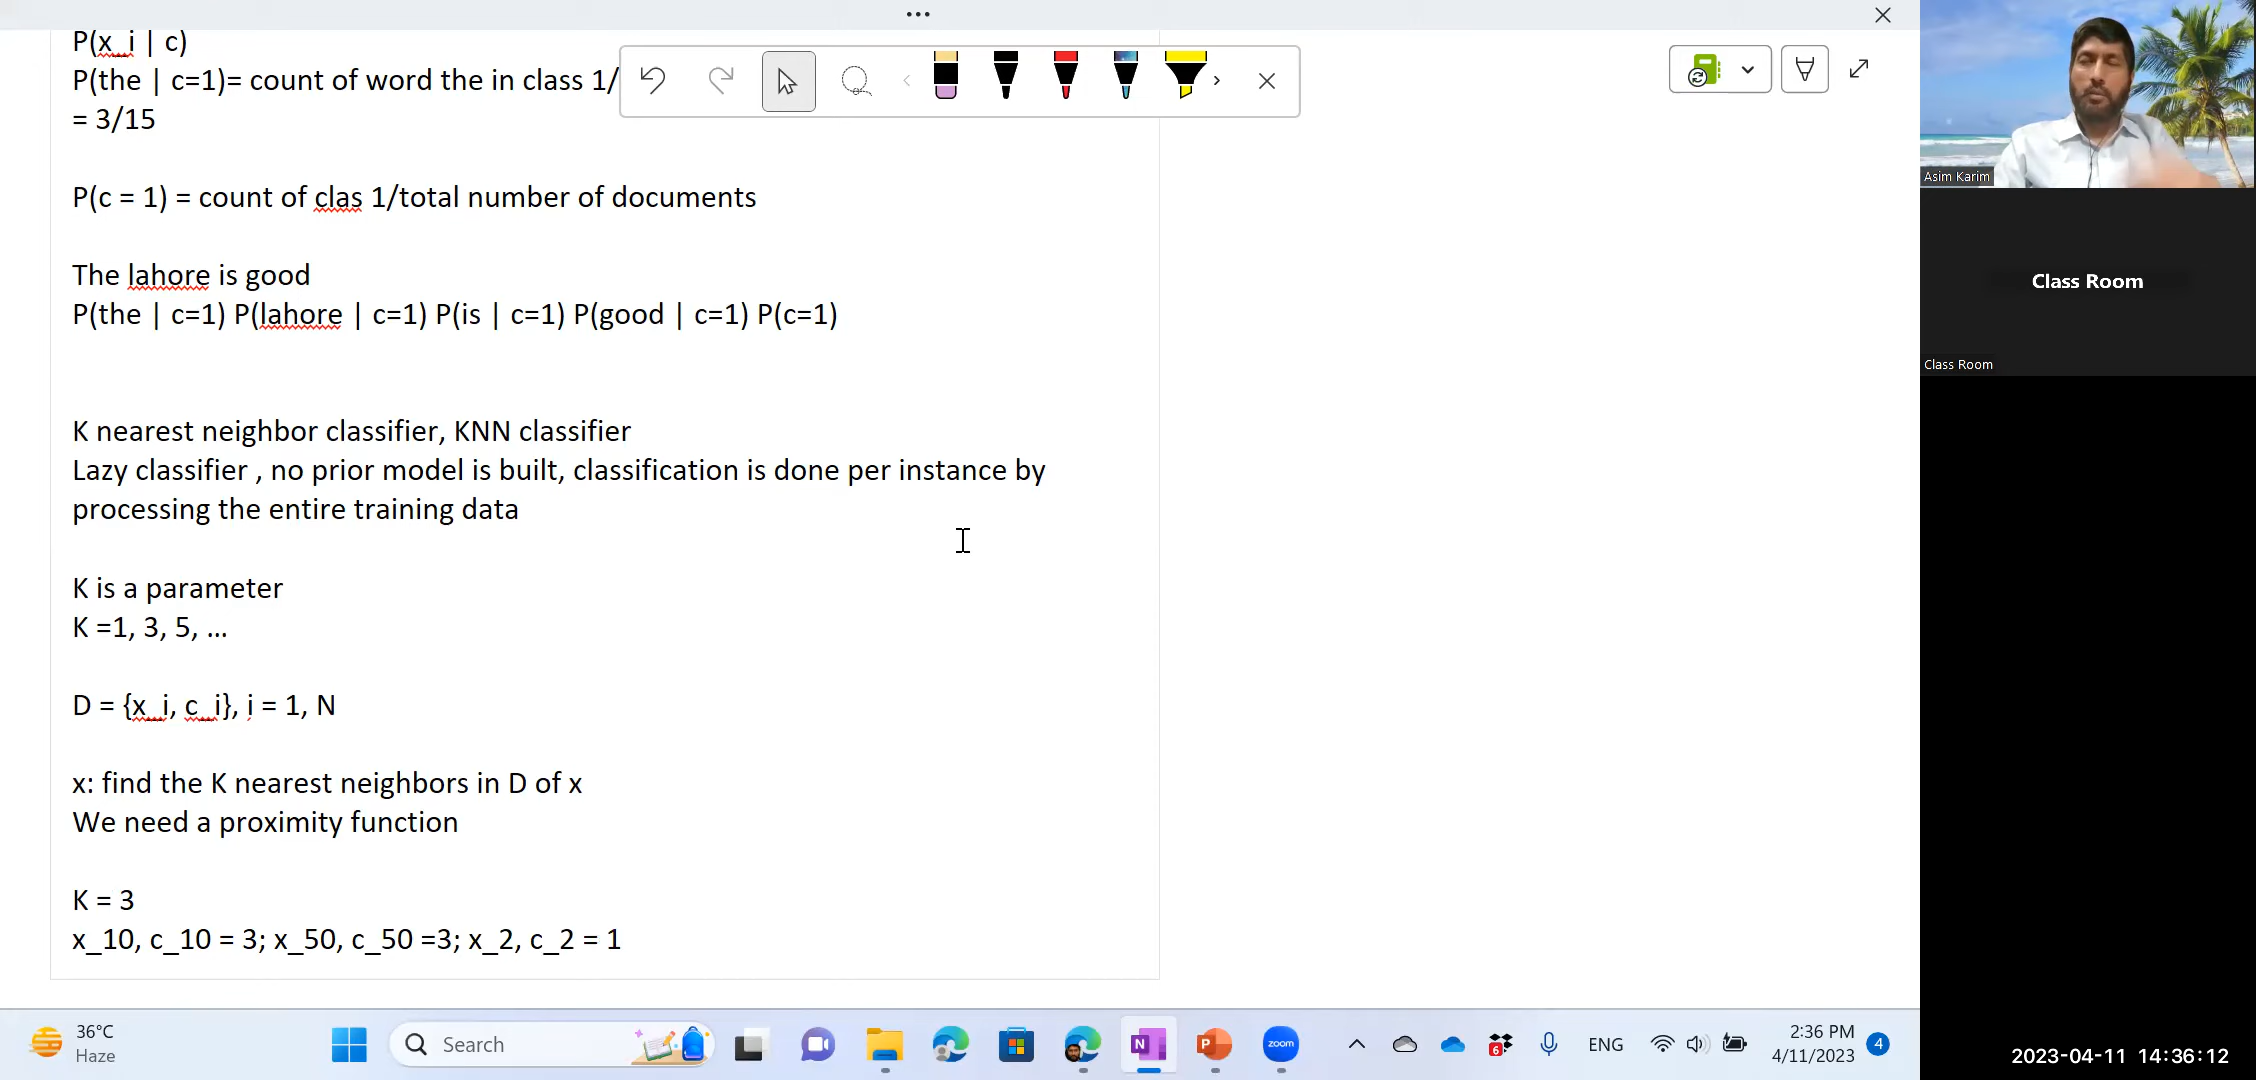 P(x_i | c)
P(the | c=1)= count of word the in class 1/
= 3/15
P(c = 1) = count of clas 1/total number of documents
The lahore is good
P(the | c=1) P(lahore | c=1) P(is | c=1) P(good | c=1) P(c=1)
K nearest neighbor classifier, KNN classifier
Lazy classifier , no prior model is built, classification is done per instance by
processing the entire training data
K is a parameter
K =1, 3, 5, ...
D = {x_i, c_i}, i = 1, N
x: find the K nearest neighbors in D of x
We need a proximity function
K = 3
x_10, c_10 = 3; x_50, c_50 =3; x_2, c_2 = 1
Asim Karim
Class Room
Class Room
36°C
Haze
Search
N
P
zoom
6
ENG
2:36 PM
4/11/2023
4
2023-04-11 14:36:12